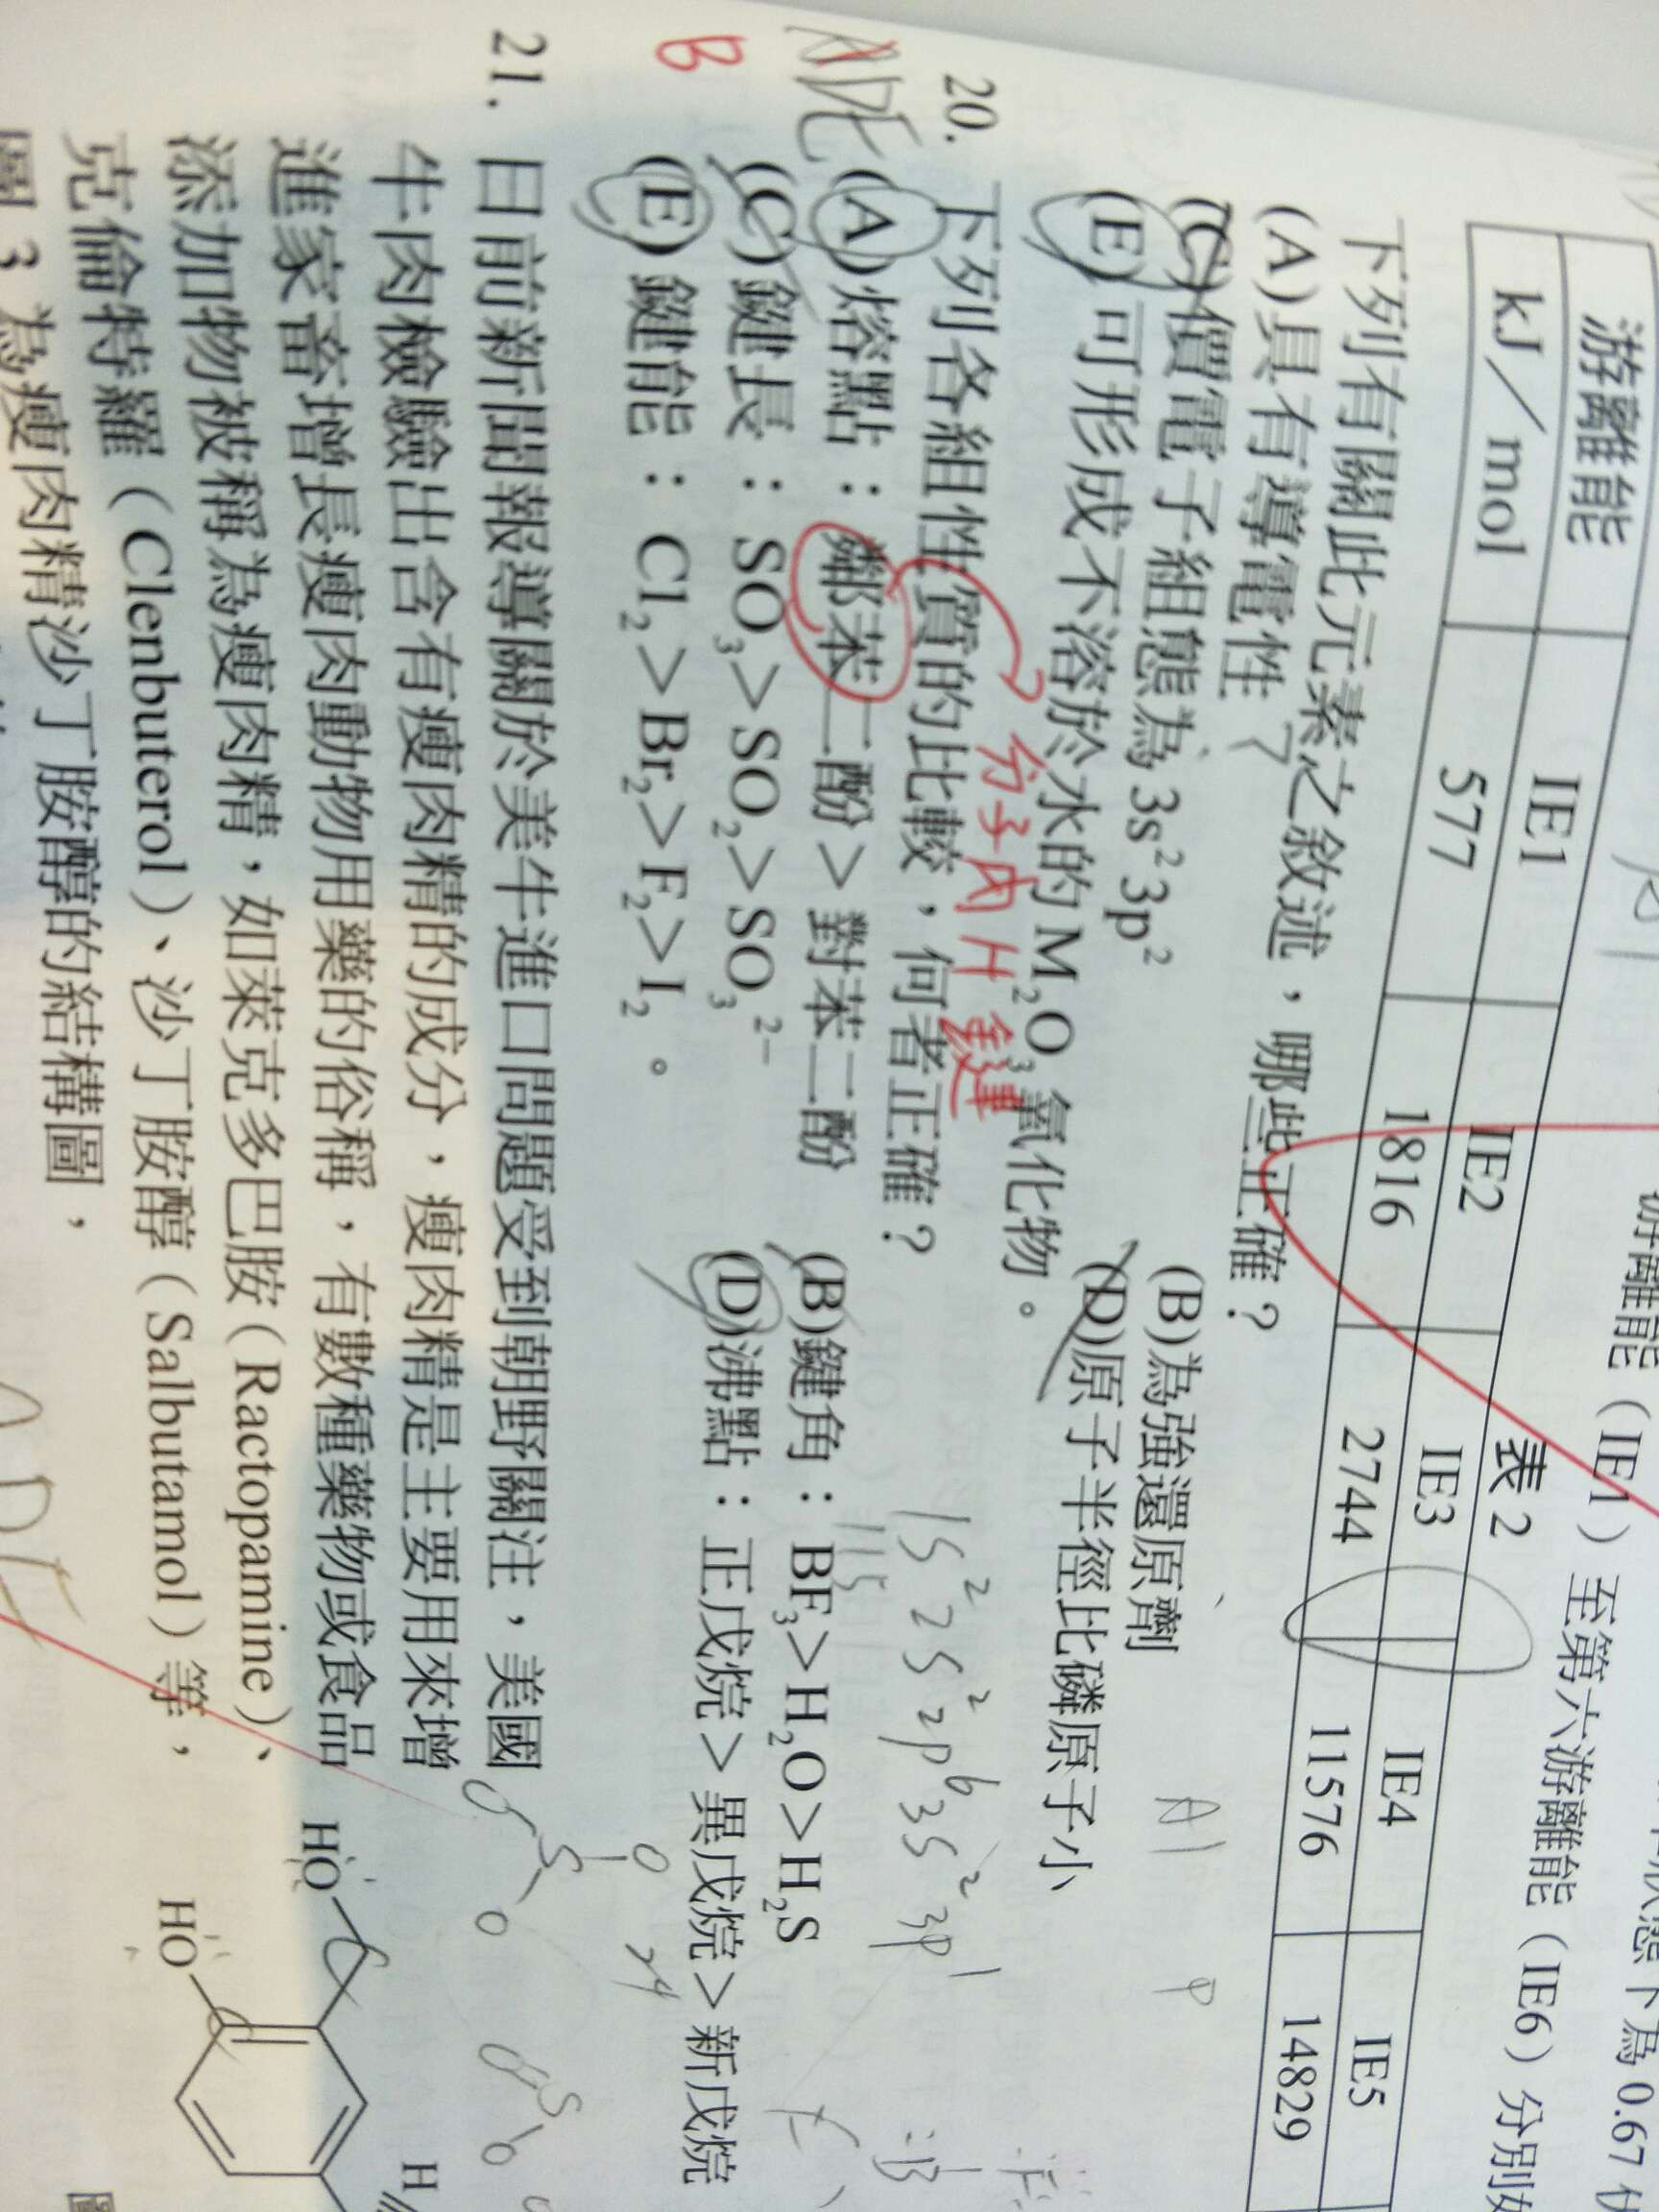 游離能(IE1)至第六游離能(IE6)分別如
表2
游離能 IE1 IE2 IE3 IE4 IE5
kJ/mol 577 1816 2744 11576 14829
下列有關此元素之敘述,哪些正確?
(A)具有導電性 (B)為強還原劑
(C)價電子組態為 3s²3p² (D)原子半徑比磷原子小
(E)可形成不溶於水的 M₂O₃ 氧化物。
Al P
分子內 H 鍵
20. 下列各組性質的比較,何者正確?
1s² 2s² 2p⁶ 3s² 3p¹
(A)熔點:鄰苯二酚>對苯二酚 (B)鍵角:BF₃>H₂O>H₂S
(C)鍵長:SO₃>SO₂>SO₃²⁻ (D)沸點:正戊烷>異戊烷>新戊烷
B
(E)鍵能:Cl₂>Br₂>F₂>I₂。
21. 日前新聞報導關於美牛進口問題受到朝野關注,美國
牛肉檢驗出含有瘦肉精的成分,瘦肉精是主要用來增
進家畜增長瘦肉動物用藥的俗稱,有數種藥物或食品
添加物被稱為瘦肉精,如萊克多巴胺(Ractopamine)、
克倫特羅(Clenbuterol)、沙丁胺醇(Salbutamol)等,
圖 3 為瘦肉精沙丁胺醇的結構圖,
HO
HO
H